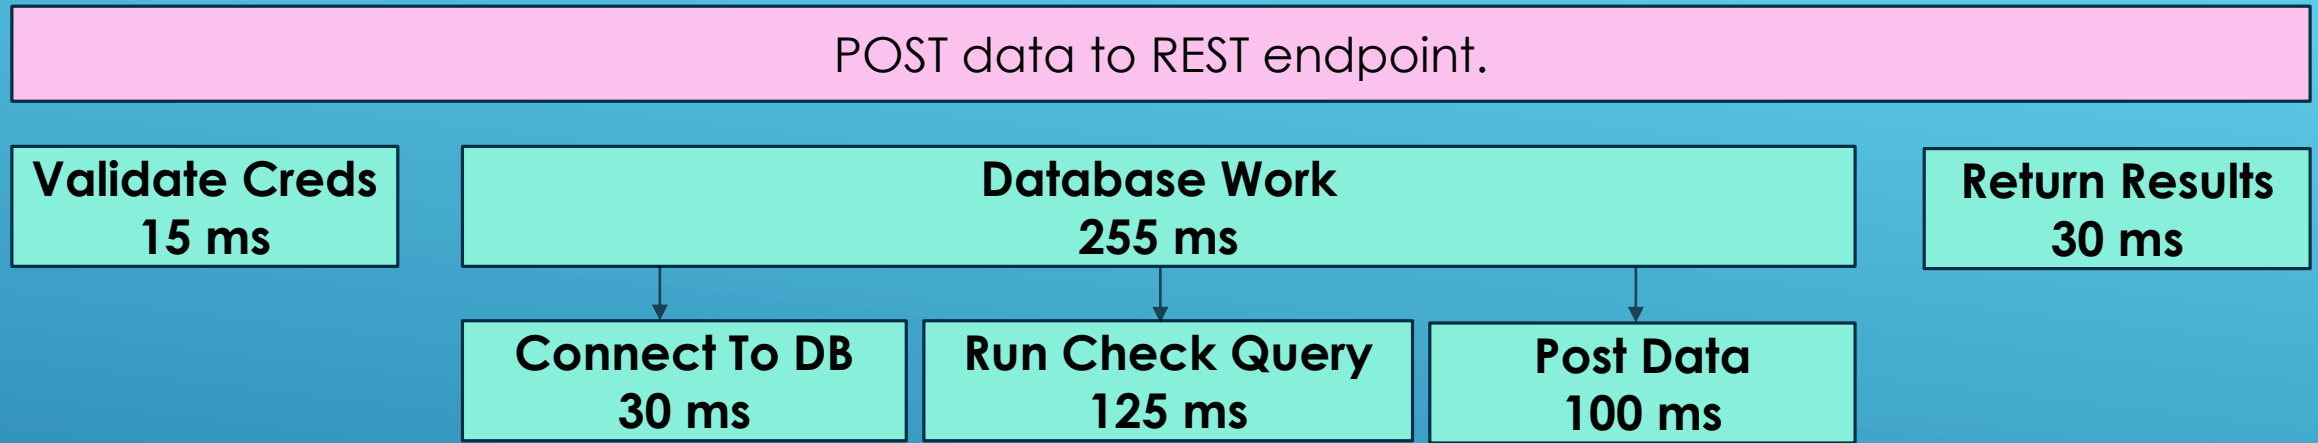 POST data to REST endpoint.
Validate Creds
15 ms
Database Work
255 ms
Return Results
30 ms
Connect To DB
30 ms
Run Check Query
125 ms
Post Data
100 ms